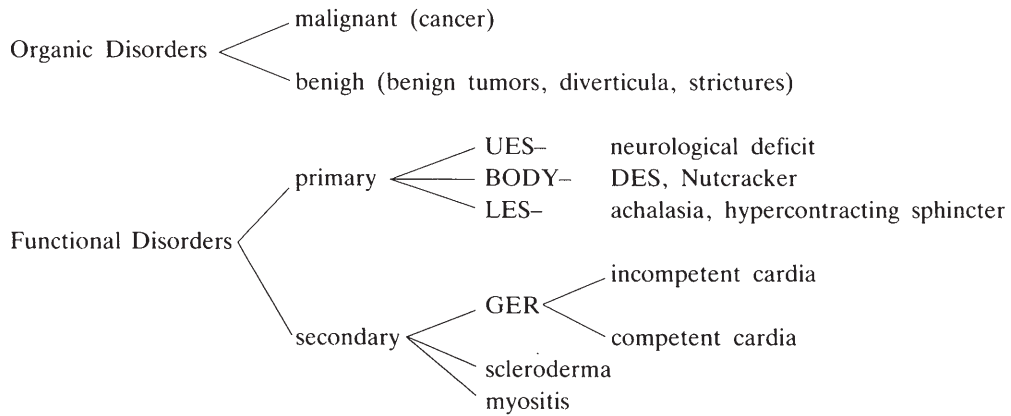 malignant (cancer)
Organic Disorders
benigh (benign tumors, diverticula, strictures)
UES– neurological deficit
primary BODY– DES, Nutcracker
LES– achalasia, hypercontracting sphincter
Functional Disorders
incompetent cardia
GER
secondary competent cardia
scleroderma
myositis